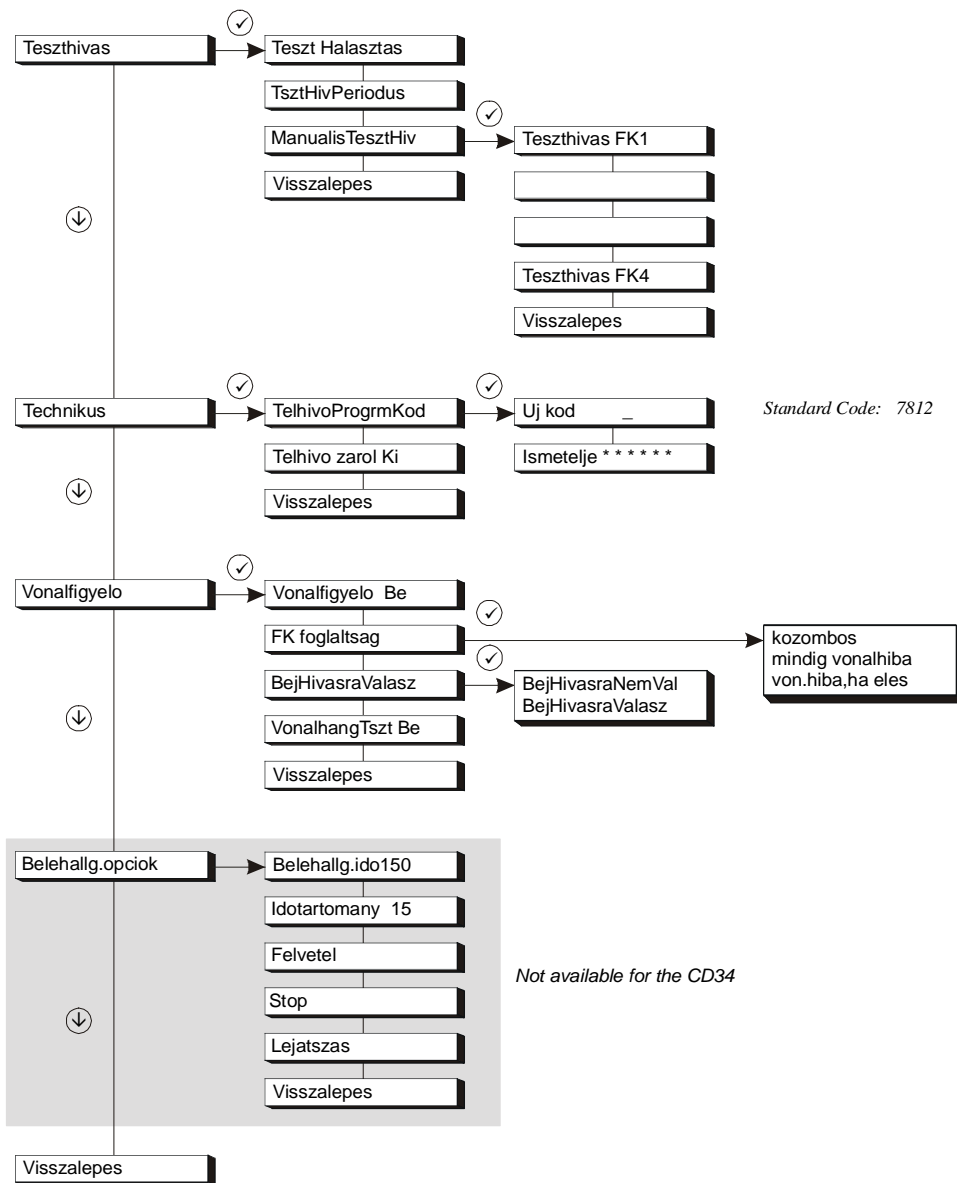 Teszthivas
Teszt Halasztas
TsztHivPeriodus
ManualisTesztHiv
Teszthivas FK1
Visszalepes
Teszthivas FK4
Visszalepes
Technikus
TelhivoProgrmKod
Uj kod _
Standard Code: 7812
Telhivo zarol Ki
Ismetelje * * * * * *
Visszalepes
Vonalfigyelo
Vonalfigyelo Be
FK foglaltsag
kozombos
mindig vonalhiba
von.hiba,ha eles
BejHivasraValasz
BejHivasraNemVal
BejHivasraValasz
VonalhangTszt Be
Visszalepes
Belehallg.opciok
Belehallg.ido150
Idotartomany 15
Felvetel
Not available for the CD34
Stop
Lejatszas
Visszalepes
Visszalepes